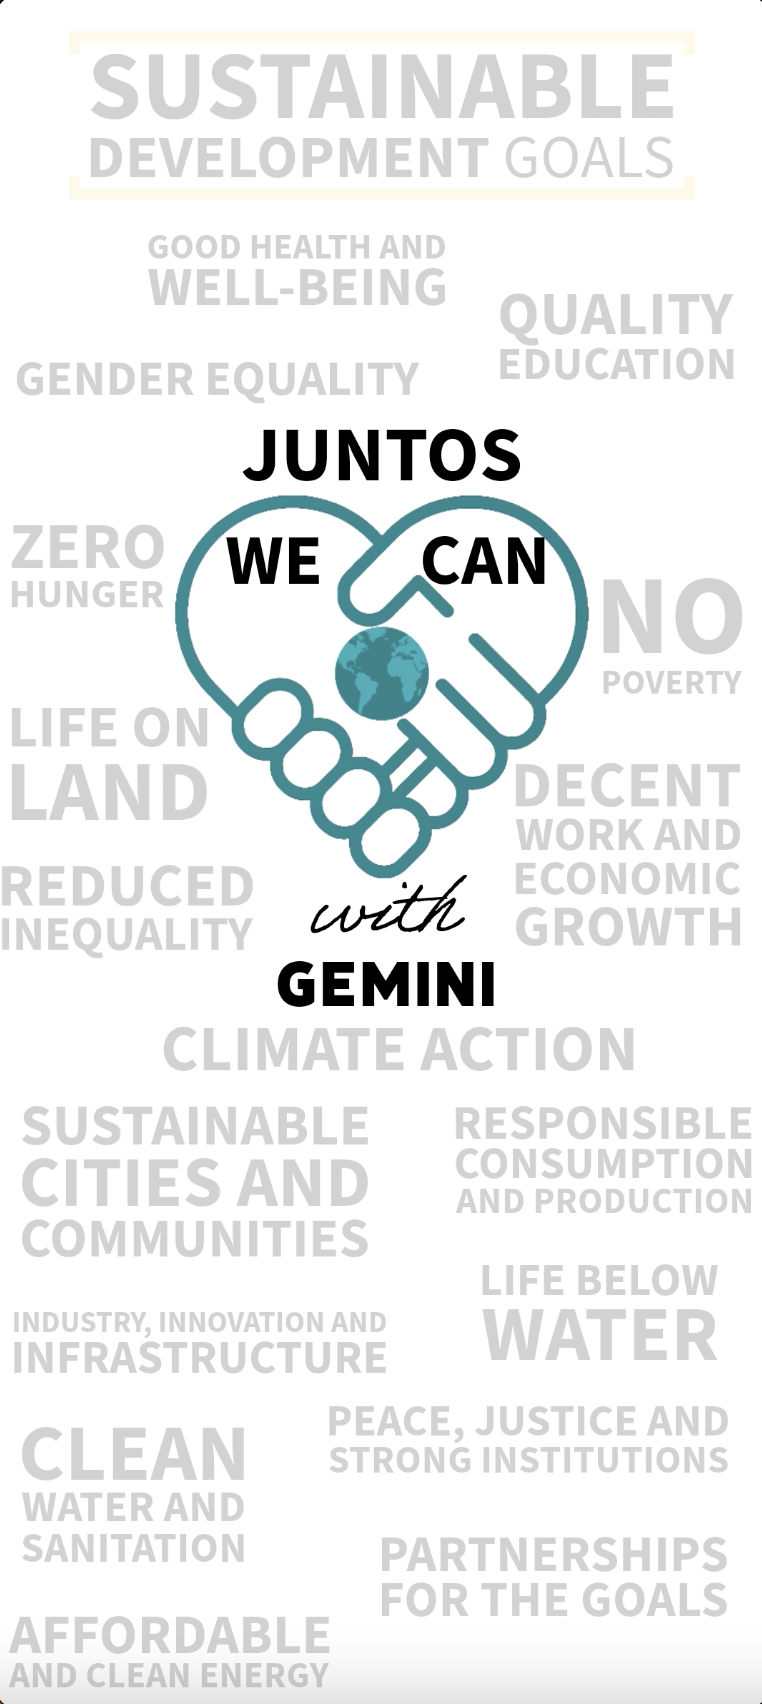 SUSTAINABLE
DEVELOPMENT GOALS
GOOD HEALTH AND
WELL-BEING
QUALITY
EDUCATION
GENDER EQUALITY
JUNTOS
WE CAN
ZERO
HUNGER
NO
POVERTY
LIFE ON
LAND
DECENT
WORK AND
ECONOMIC
GROWTH
REDUCED
INEQUALITY
with
GEMINI
CLIMATE ACTION
SUSTAINABLE
CITIES AND
COMMUNITIES
RESPONSIBLE
CONSUMPTION
AND PRODUCTION
LIFE BELOW
WATER
INDUSTRY, INNOVATION AND
INFRASTRUCTURE
PEACE, JUSTICE AND
STRONG INSTITUTIONS
CLEAN
WATER AND
SANITATION
PARTNERSHIPS
FOR THE GOALS
AFFORDABLE
AND CLEAN ENERGY